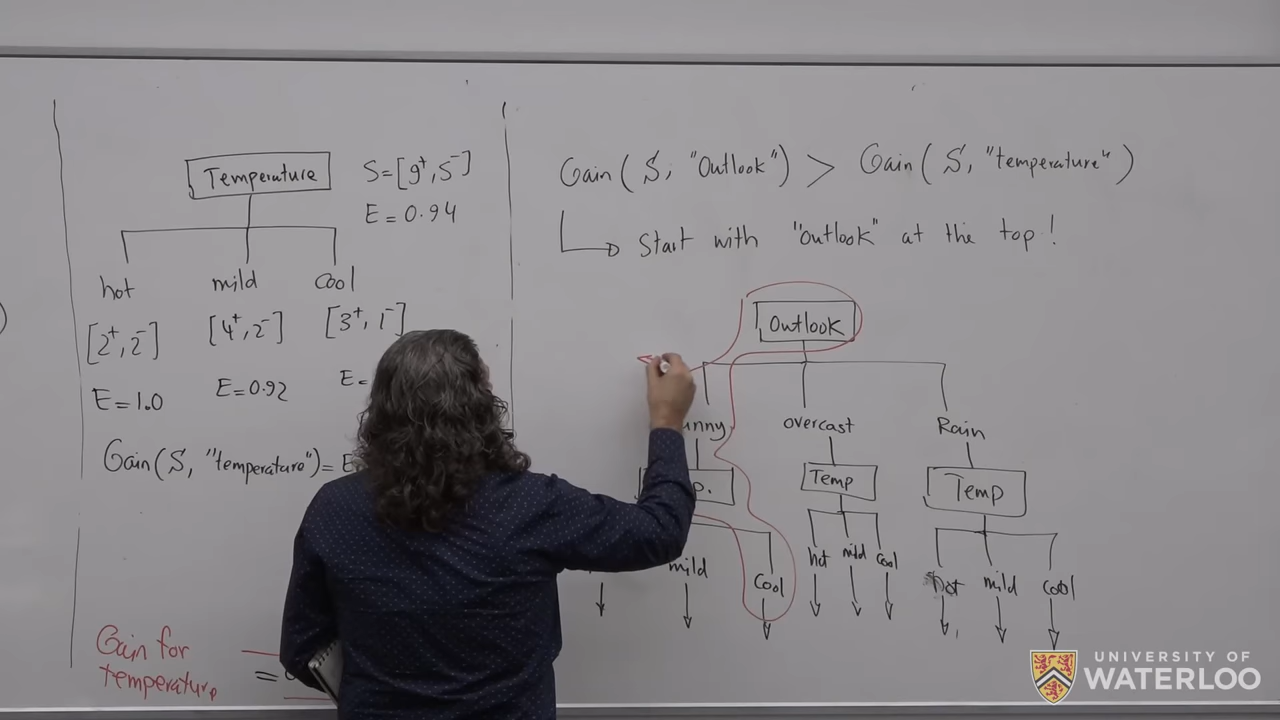 Temperature
S=[9⁺,5⁻]
E=0.94
hot mild cool
[2⁺,2⁻] [4⁺,2⁻] [3⁺,1⁻]
E=1.0 E=0.92 E=
Gain(S, "temperature")= E
Gain for
temperature
=
Gain(S, "Outlook") > Gain(S, "temperature")
Start with "outlook" at the top!
Outlook
overcast Rain
Temp Temp
mild cool hot mild cool hot mild cool
UNIVERSITY OF
WATERLOO